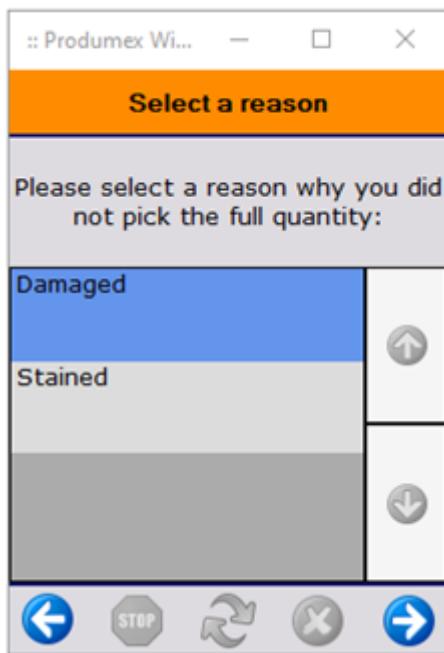 :: Produmex Wi...
Select a reason
Please select a reason why you did
not pick the full quantity:
Damaged
Stained
STOP